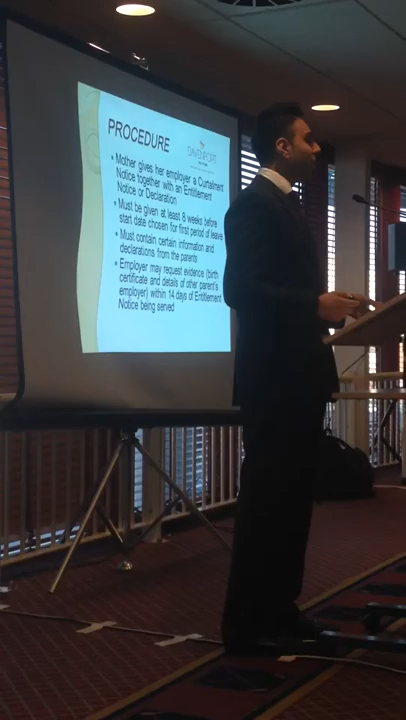 PROCEDURE
DAVENPORT
• Mother gives her employer a Curtailment
Notice together with an Entitlement
Notice or Declaration
• Must be given at least 8 weeks before
start date chosen for first period of leave
• Must contain certain information and
declarations from the parents
• Employer may request evidence (birth
certificate and details of other parent's
employer) within 14 days of Entitlement
Notice being served